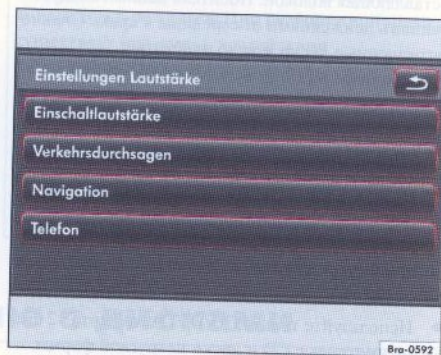 Einstellungen Lautstärke
Einschaltlautstärke
Verkehrsdurchsagen
Navigation
Telefon
Bra-0592